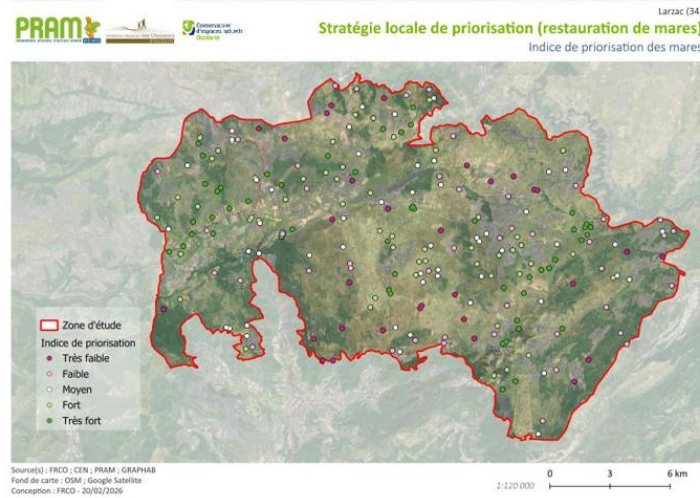 PRAM
Larzac (34
Conservatoire
d'espaces naturels
Occitanie
Stratégie locale de priorisation (restauration de mares)
Indice de priorisation des mares
Zone d'étude
Indice de priorisation
Très faible
Faible
Moyen
Fort
Très fort
Source(s) : FRCO ; CEN ; PRAM ; GRAPHAB
Fond de carte : OSM ; Google Satellite
Conception : FRCO - 20/02/2026
1:120 000
0 3 6 km